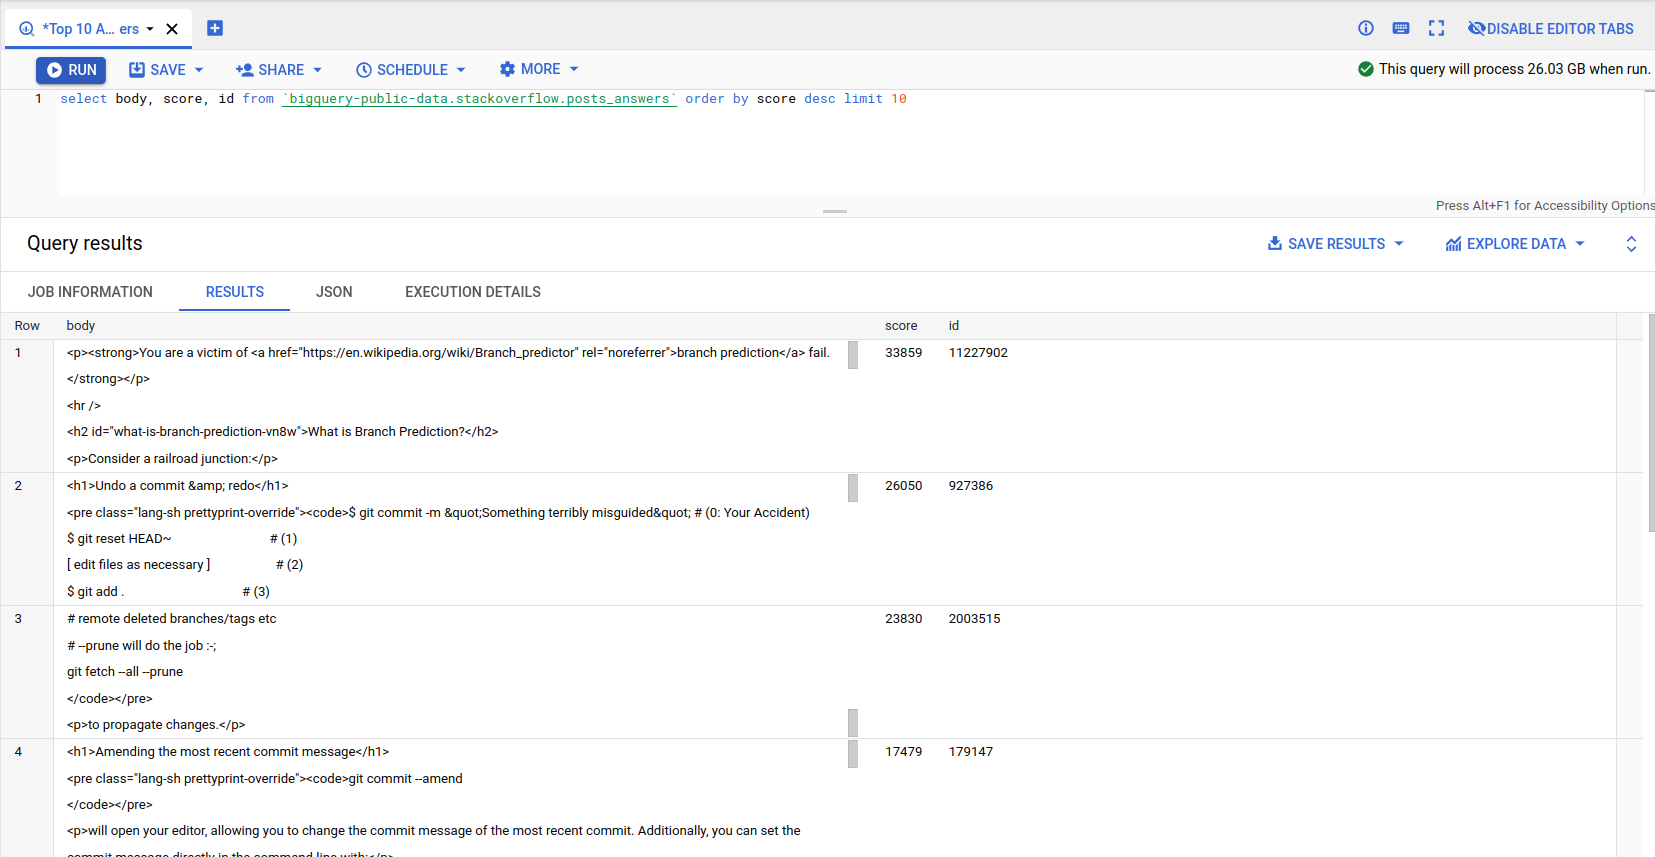 *Top 10 A... ers
DISABLE EDITOR TABS
RUN SAVE SHARE SCHEDULE MORE This query will process 26.03 GB when run.
1 select body, score, id from `bigquery-public-data.stackoverflow.posts_answers` order by score desc limit 10
Press Alt+F1 for Accessibility Options
Query results SAVE RESULTS EXPLORE DATA
JOB INFORMATION RESULTS JSON EXECUTION DETAILS
Row body score id
1 <p><strong>You are a victim of <a href="https://en.wikipedia.org/wiki/Branch_predictor" rel="noreferrer">branch prediction</a> fail. 33859 11227902
</strong></p>
<hr />
<h2 id="what-is-branch-prediction-vn8w">What is Branch Prediction?</h2>
<p>Consider a railroad junction:</p>
2 <h1>Undo a commit &amp; redo</h1> 26050 927386
<pre class="lang-sh prettyprint-override"><code>$ git commit -m &quot;Something terribly misguided&quot; # (0: Your Accident)
$ git reset HEAD~ # (1)
[ edit files as necessary ] # (2)
$ git add . # (3)
3 # remote deleted branches/tags etc 23830 2003515
# --prune will do the job :-;
git fetch --all --prune
</code></pre>
<p>to propagate changes.</p>
4 <h1>Amending the most recent commit message</h1> 17479 179147
<pre class="lang-sh prettyprint-override"><code>git commit --amend
</code></pre>
<p>will open your editor, allowing you to change the commit message of the most recent commit. Additionally, you can set the
commit message directly in the command line with:</p>